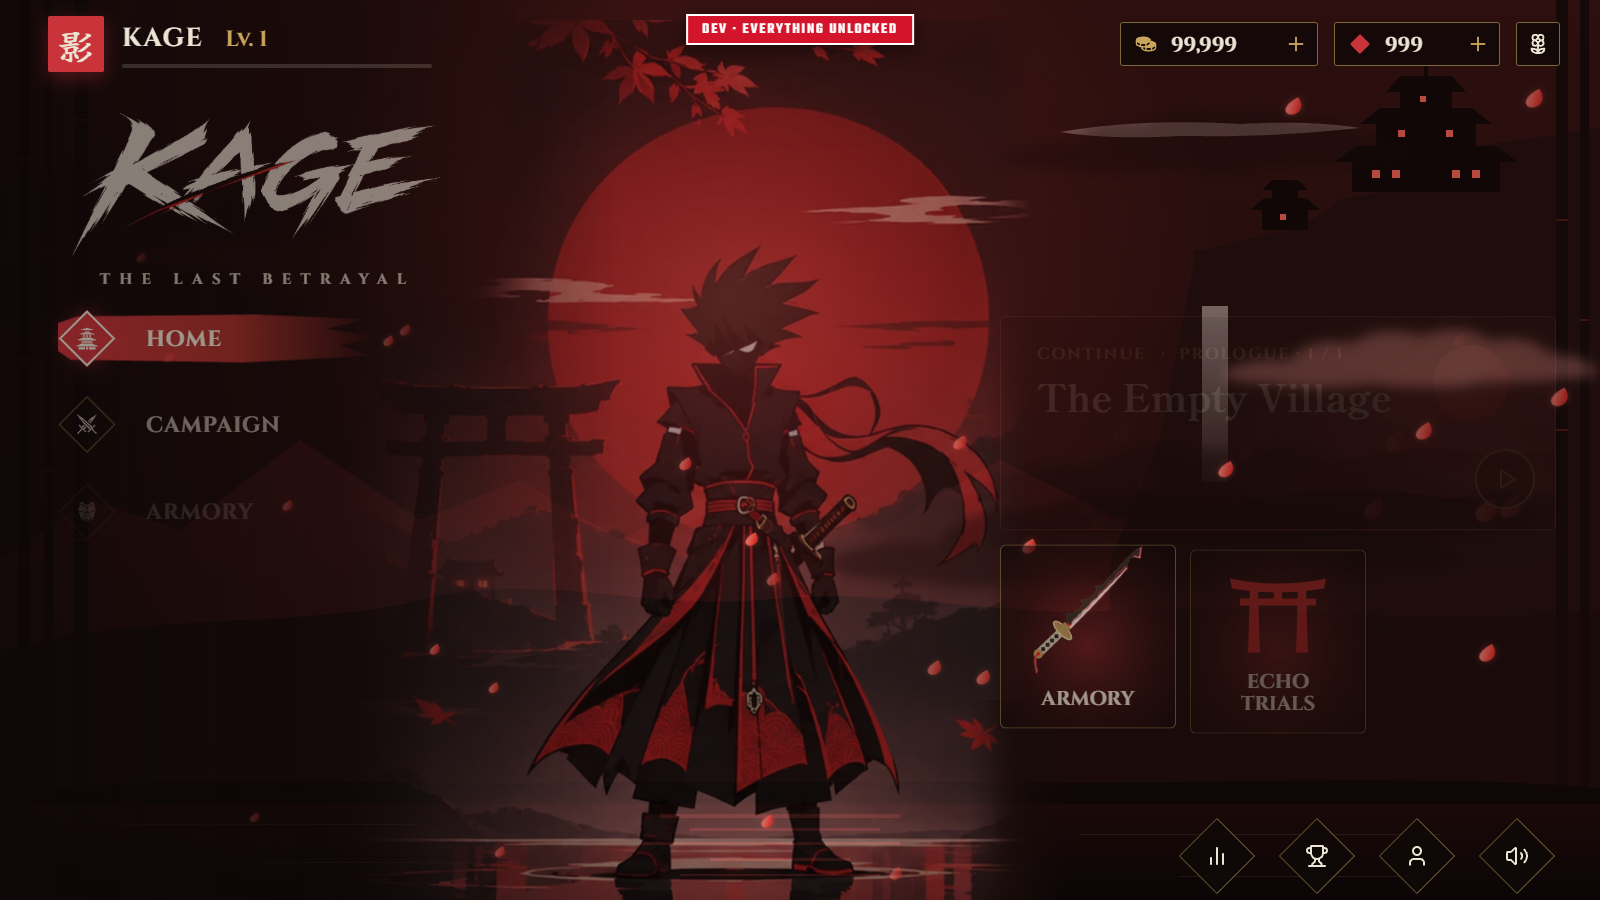 影
KAGE Lv. 1
DEV · EVERYTHING UNLOCKED
99,999 +
999 +
KAGE
THE LAST BETRAYAL
HOME
CAMPAIGN
ARMORY
CONTINUE › PROLOGUE · 1 / 1
The Empty Village
ARMORY
ECHO
TRIALS